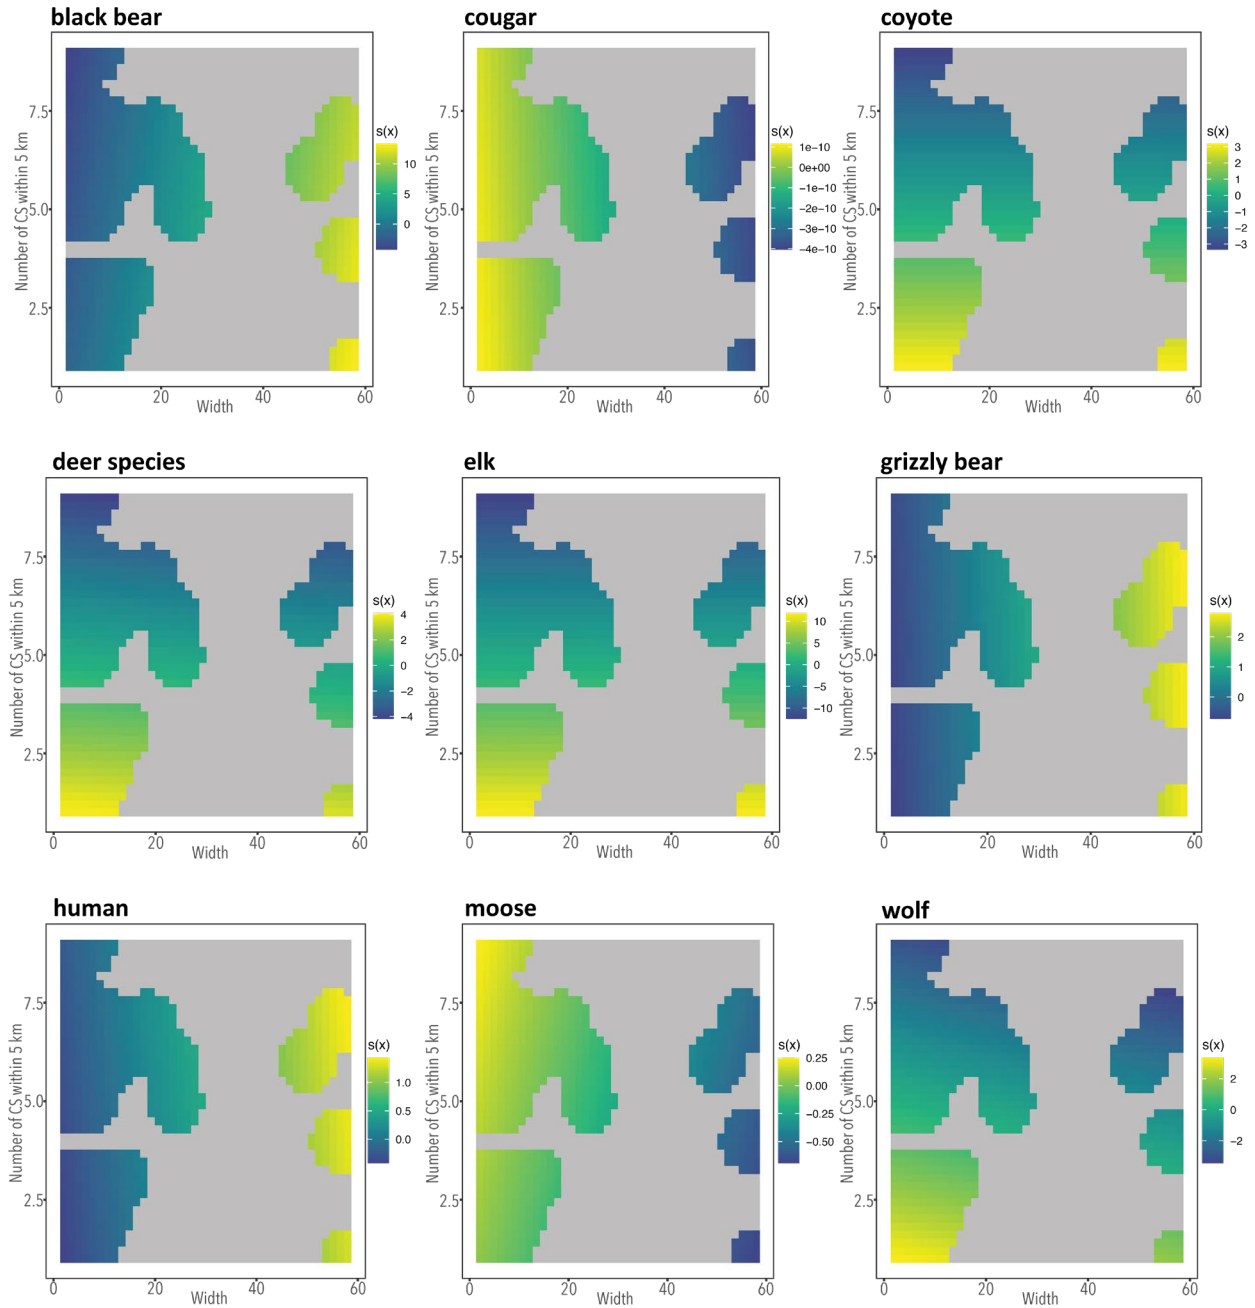 black bear
cougar
coyote
Number of CS within 5 km
7.5
5.0
2.5
0
20
40
60
Width
s(x)
10
5
0
Number of CS within 5 km
7.5
5.0
2.5
0
20
40
60
Width
s(x)
1e-10
0e+00
-1e-10
-2e-10
-3e-10
-4e-10
Number of CS within 5 km
7.5
5.0
2.5
0
20
40
60
Width
s(x)
3
2
1
0
-1
-2
-3
deer species
elk
grizzly bear
Number of CS within 5 km
7.5
5.0
2.5
0
20
40
60
Width
s(x)
4
2
0
-2
-4
Number of CS within 5 km
7.5
5.0
2.5
0
20
40
60
Width
s(x)
10
5
0
-5
-10
Number of CS within 5 km
7.5
5.0
2.5
0
20
40
60
Width
s(x)
2
1
0
human
moose
wolf
Number of CS within 5 km
7.5
5.0
2.5
0
20
40
60
Width
s(x)
1.0
0.5
0.0
Number of CS within 5 km
7.5
5.0
2.5
0
20
40
60
Width
s(x)
0.25
0.00
-0.25
-0.50
Number of CS within 5 km
7.5
5.0
2.5
0
20
40
60
Width
s(x)
2
0
-2